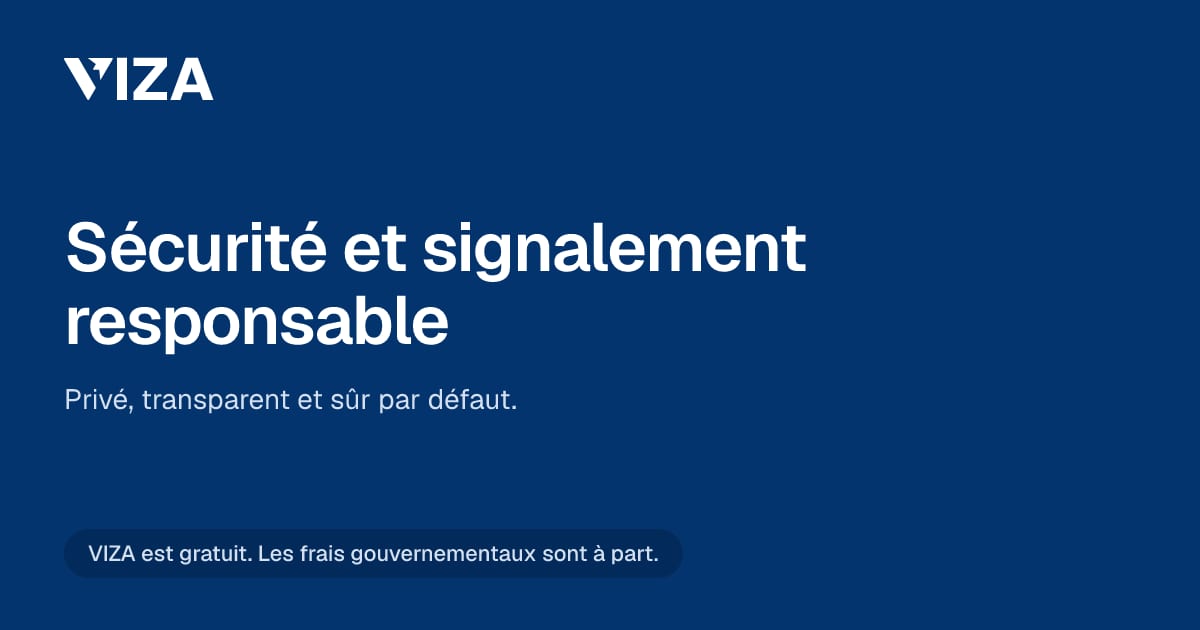 VIZA
Sécurité et signalement
responsable
Privé, transparent et sûr par défaut.
VIZA est gratuit. Les frais gouvernementaux sont à part.